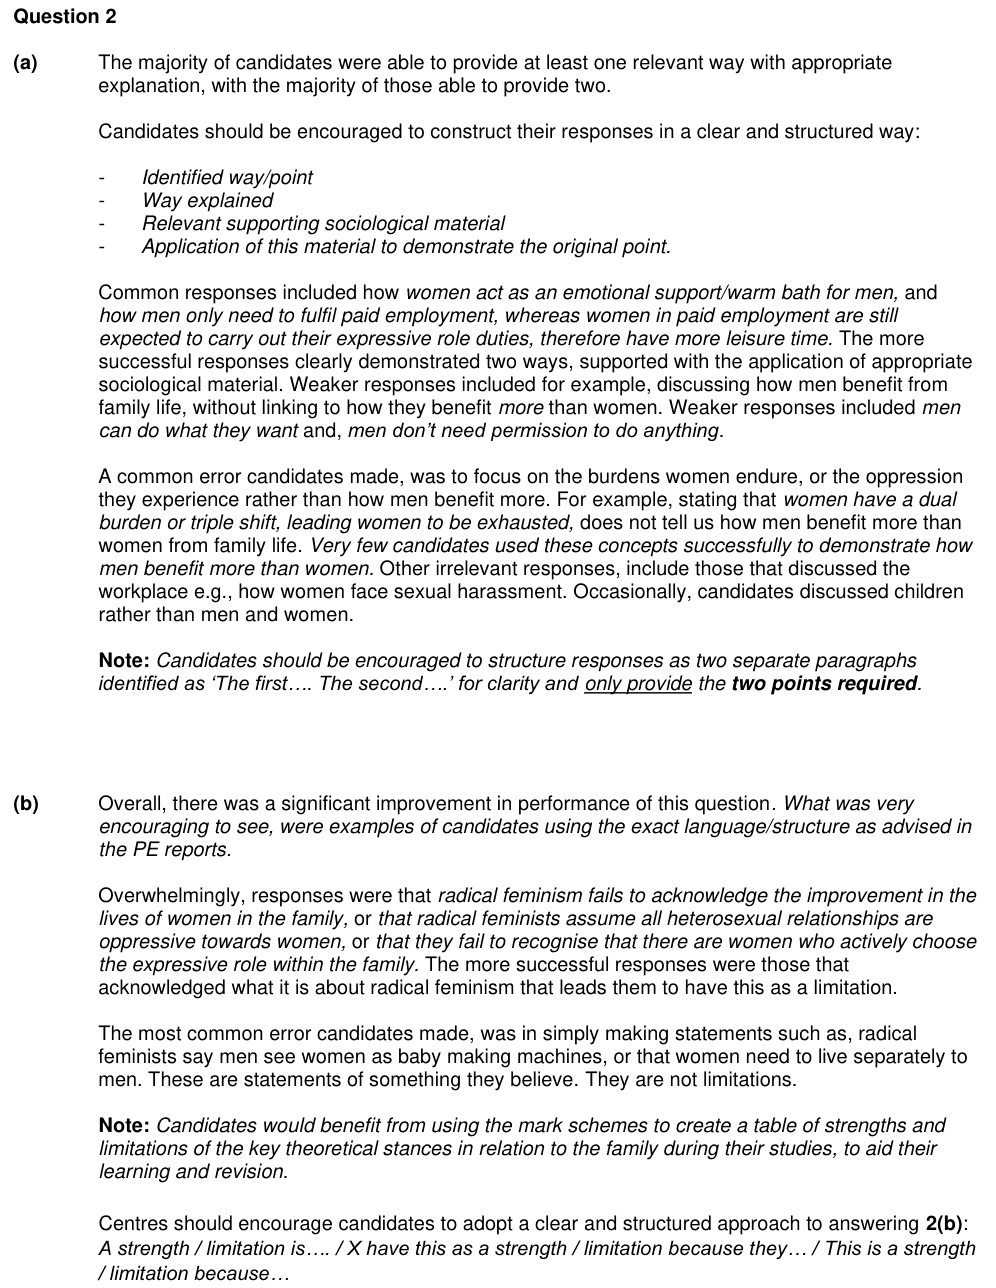 Question 2
(a) The majority of candidates were able to provide at least one relevant way with appropriate
explanation, with the majority of those able to provide two.
Candidates should be encouraged to construct their responses in a clear and structured way:
- Identified way/point
- Way explained
- Relevant supporting sociological material
- Application of this material to demonstrate the original point.
Common responses included how women act as an emotional support/warm bath for men, and
how men only need to fulfil paid employment, whereas women in paid employment are still
expected to carry out their expressive role duties, therefore have more leisure time. The more
successful responses clearly demonstrated two ways, supported with the application of appropriate
sociological material. Weaker responses included for example, discussing how men benefit from
family life, without linking to how they benefit more than women. Weaker responses included men
can do what they want and, men don't need permission to do anything.
A common error candidates made, was to focus on the burdens women endure, or the oppression
they experience rather than how men benefit more. For example, stating that women have a dual
burden or triple shift, leading women to be exhausted, does not tell us how men benefit more than
women from family life. Very few candidates used these concepts successfully to demonstrate how
men benefit more than women. Other irrelevant responses, include those that discussed the
workplace e.g., how women face sexual harassment. Occasionally, candidates discussed children
rather than men and women.
Note: Candidates should be encouraged to structure responses as two separate paragraphs
identified as 'The first…. The second….' for clarity and only provide the two points required.
(b) Overall, there was a significant improvement in performance of this question. What was very
encouraging to see, were examples of candidates using the exact language/structure as advised in
the PE reports.
Overwhelmingly, responses were that radical feminism fails to acknowledge the improvement in the
lives of women in the family, or that radical feminists assume all heterosexual relationships are
oppressive towards women, or that they fail to recognise that there are women who actively choose
the expressive role within the family. The more successful responses were those that
acknowledged what it is about radical feminism that leads them to have this as a limitation.
The most common error candidates made, was in simply making statements such as, radical
feminists say men see women as baby making machines, or that women need to live separately to
men. These are statements of something they believe. They are not limitations.
Note: Candidates would benefit from using the mark schemes to create a table of strengths and
limitations of the key theoretical stances in relation to the family during their studies, to aid their
learning and revision.
Centres should encourage candidates to adopt a clear and structured approach to answering 2(b):
A strength / limitation is…. / X have this as a strength / limitation because they… / This is a strength
/ limitation because…